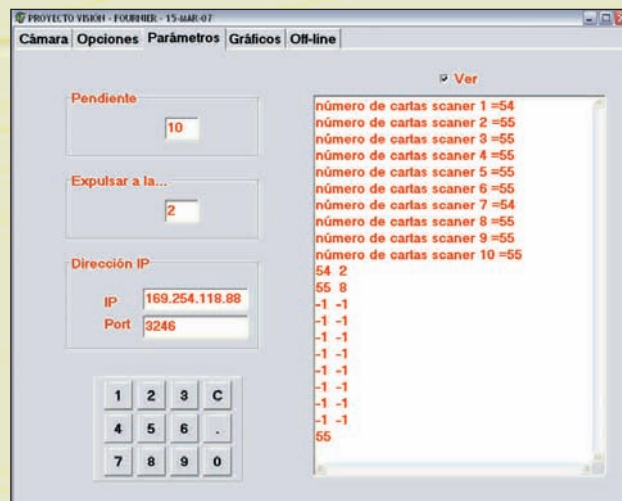 PROYECTO VISIÓN - FOURNIER - 15-MAR-07
Cámara Opciones Parámetros Gráficos Off-line
Pendiente
10
Expulsar a la...
2
Dirección IP
IP 169.254.118.88
Port 3246
1 2 3 C
4 5 6 .
7 8 9 0
Ver
número de cartas scaner 1 =54
número de cartas scaner 2 =55
número de cartas scaner 3 =55
número de cartas scaner 4 =55
número de cartas scaner 5 =55
número de cartas scaner 6 =55
número de cartas scaner 7 =54
número de cartas scaner 8 =55
número de cartas scaner 9 =55
número de cartas scaner 10 =55
54 2
55 8
-1 -1
-1 -1
-1 -1
-1 -1
-1 -1
-1 -1
-1 -1
-1 -1
55